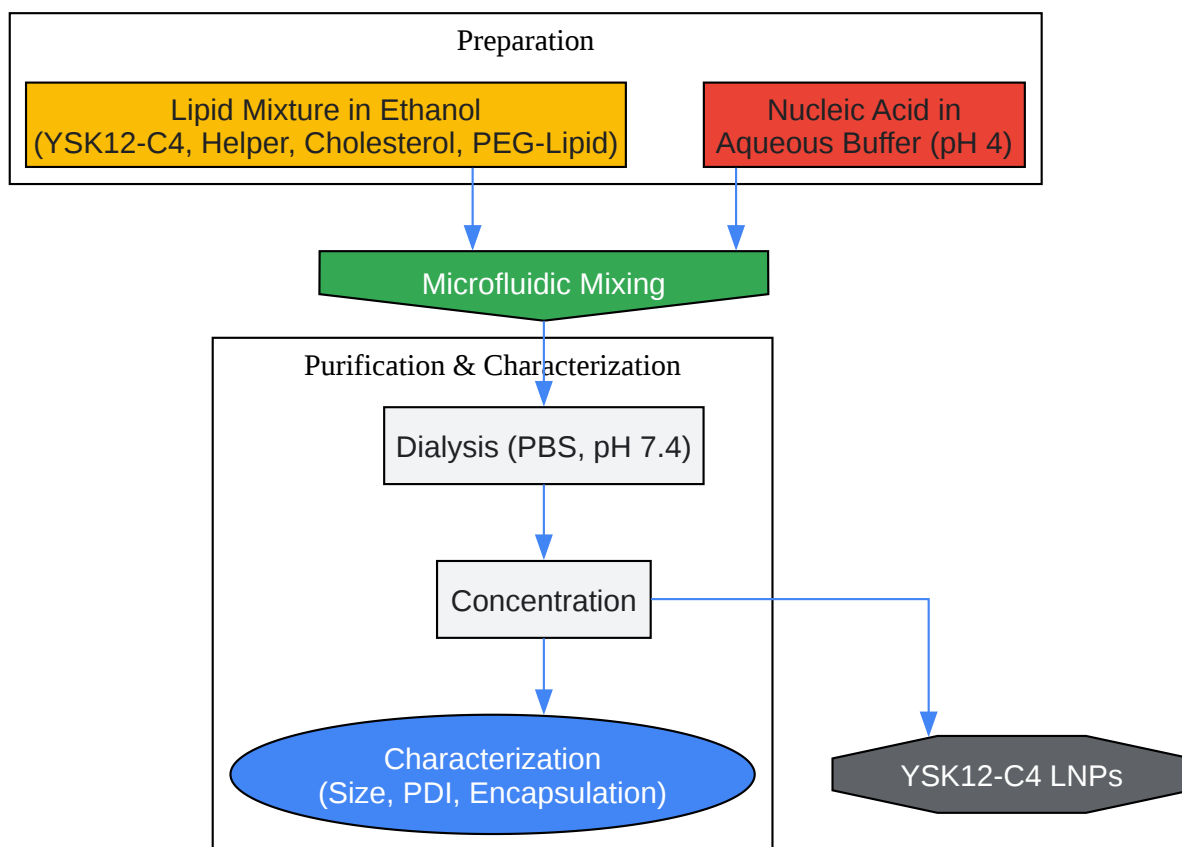 Preparation
Lipid Mixture in Ethanol
(YSK12-C4, Helper, Cholesterol, PEG-Lipid)
Nucleic Acid in
Aqueous Buffer (pH 4)
Microfluidic Mixing
Purification & Characterization
Dialysis (PBS, pH 7.4)
Concentration
Characterization
(Size, PDI, Encapsulation)
YSK12-C4 LNPs